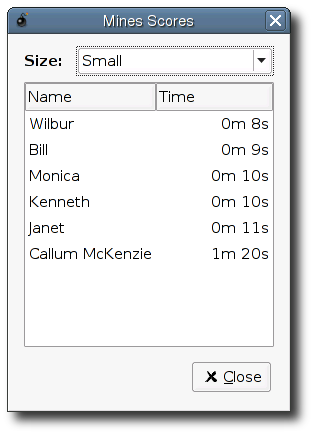 Mines Scores
Size: Small
Name Time
Wilbur 0m 8s
Bill 0m 9s
Monica 0m 10s
Kenneth 0m 10s
Janet 0m 11s
Callum McKenzie 1m 20s
Close